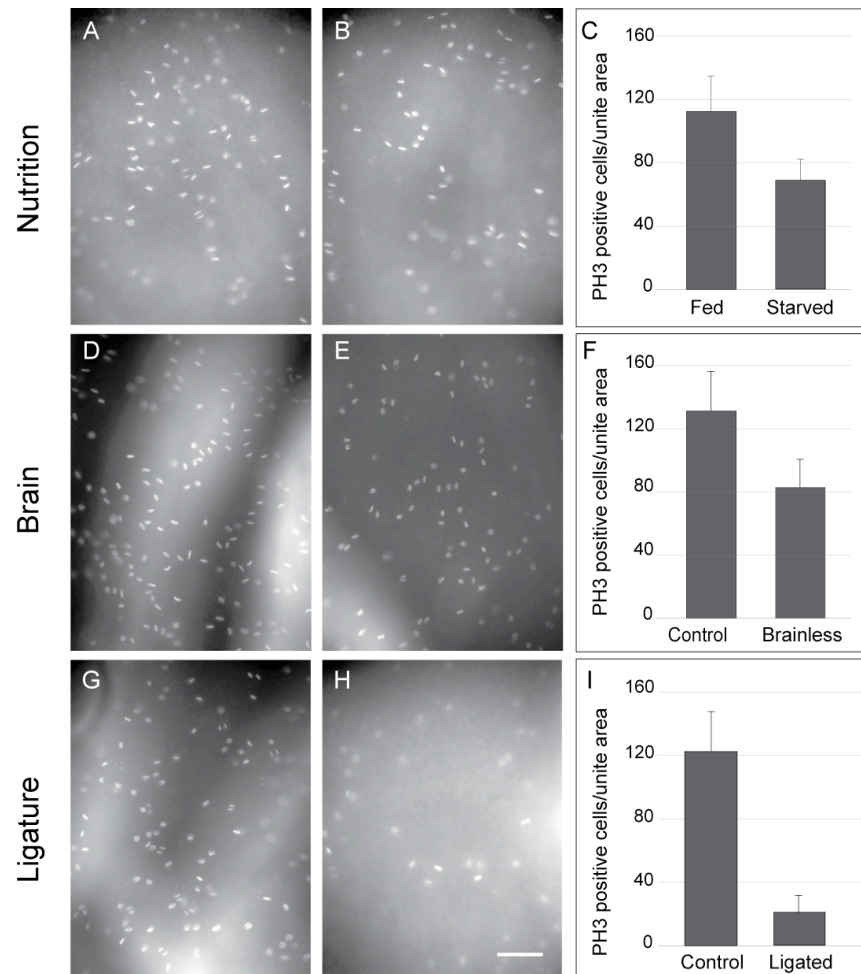 Nutrition
A
B
C
PH3 positive cells/unite area
160
120
80
40
0
Fed Starved
Brain
D
E
F
PH3 positive cells/unite area
160
120
80
40
0
Control Brainless
Ligature
G
H
I
PH3 positive cells/unite area
160
120
80
40
0
Control Ligated